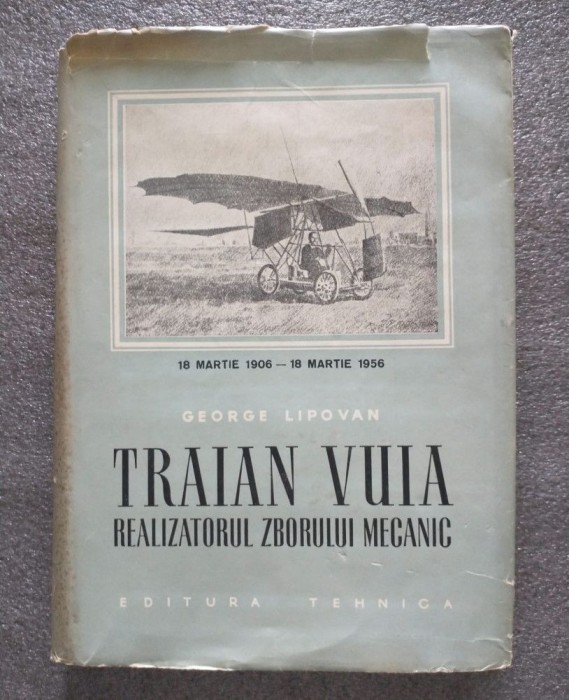 18 MARTIE 1906 — 18 MARTIE 1956
GEORGE LIPOVAN
TRAIAN VUIA
REALIZATORUL ZBORULUI MECANIC
EDITURA TEHNICA